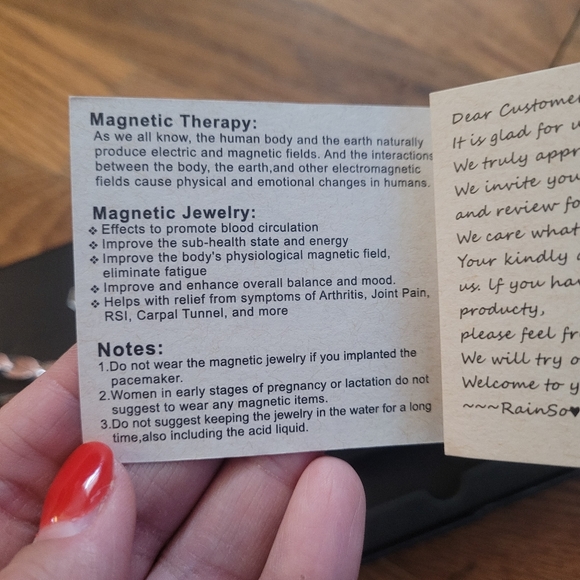 Magnetic Therapy:
As we all know, the human body and the earth naturally
produce electric and magnetic fields. And the interactions
between the body, the earth,and other electromagnetic
fields cause physical and emotional changes in humans.
Magnetic Jewelry:
❖ Effects to promote blood circulation
❖ Improve the sub-health state and energy
❖ Improve the body's physiological magnetic field,
eliminate fatigue
❖ Improve and enhance overall balance and mood.
❖ Helps with relief from symptoms of Arthritis, Joint Pain,
RSI, Carpal Tunnel, and more
Notes:
1.Do not wear the magnetic jewelry if you implanted the
pacemaker.
2.Women in early stages of pregnancy or lactation do not
suggest to wear any magnetic items.
3.Do not suggest keeping the jewelry in the water for a long
time,also including the acid liquid.
Dear Custome
It is glad for
We truly appr
We invite you
and review fo
We care what
Your kindly
us. If you ha
producty,
please feel fr
We will try
Welcome to y
~~~RainSo♥